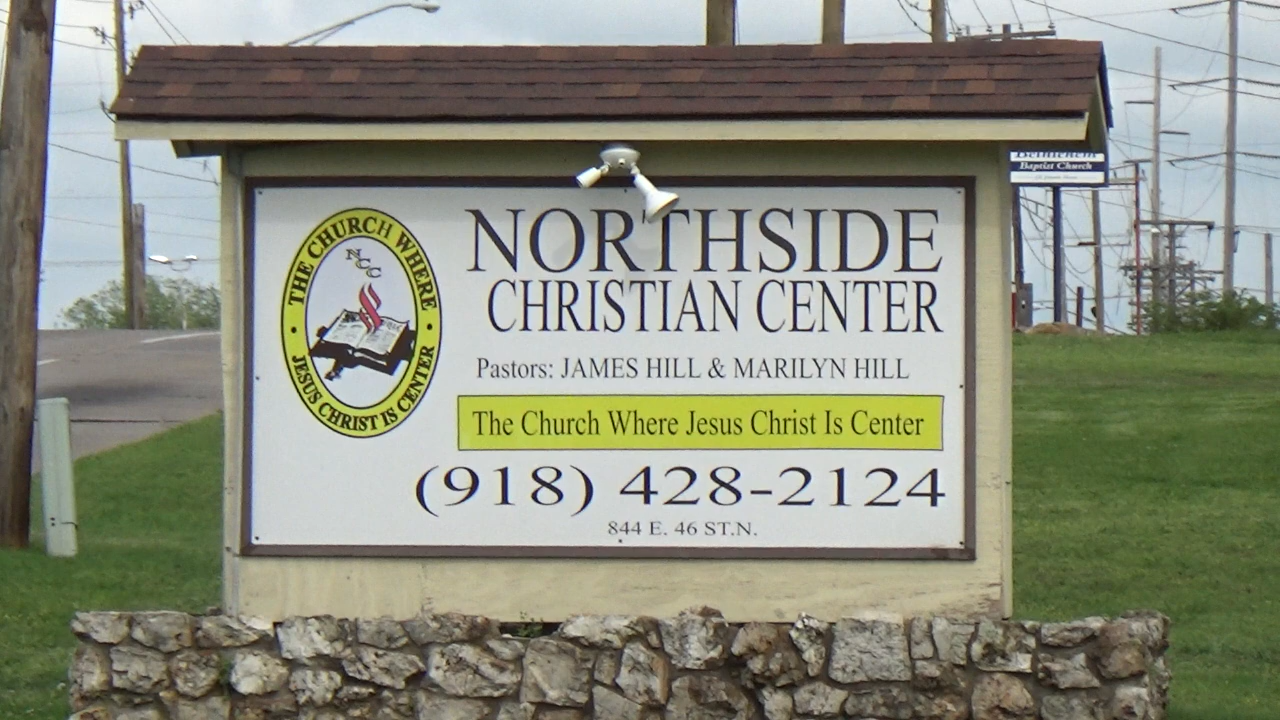 THE CHURCH WHERE
NCC
JESUS CHRIST IS CENTER
NORTHSIDE
CHRISTIAN CENTER
Pastors: JAMES HILL & MARILYN HILL
The Church Where Jesus Christ Is Center
(918) 428-2124
844 E. 46 ST.N.
Bethlehem
Baptist Church